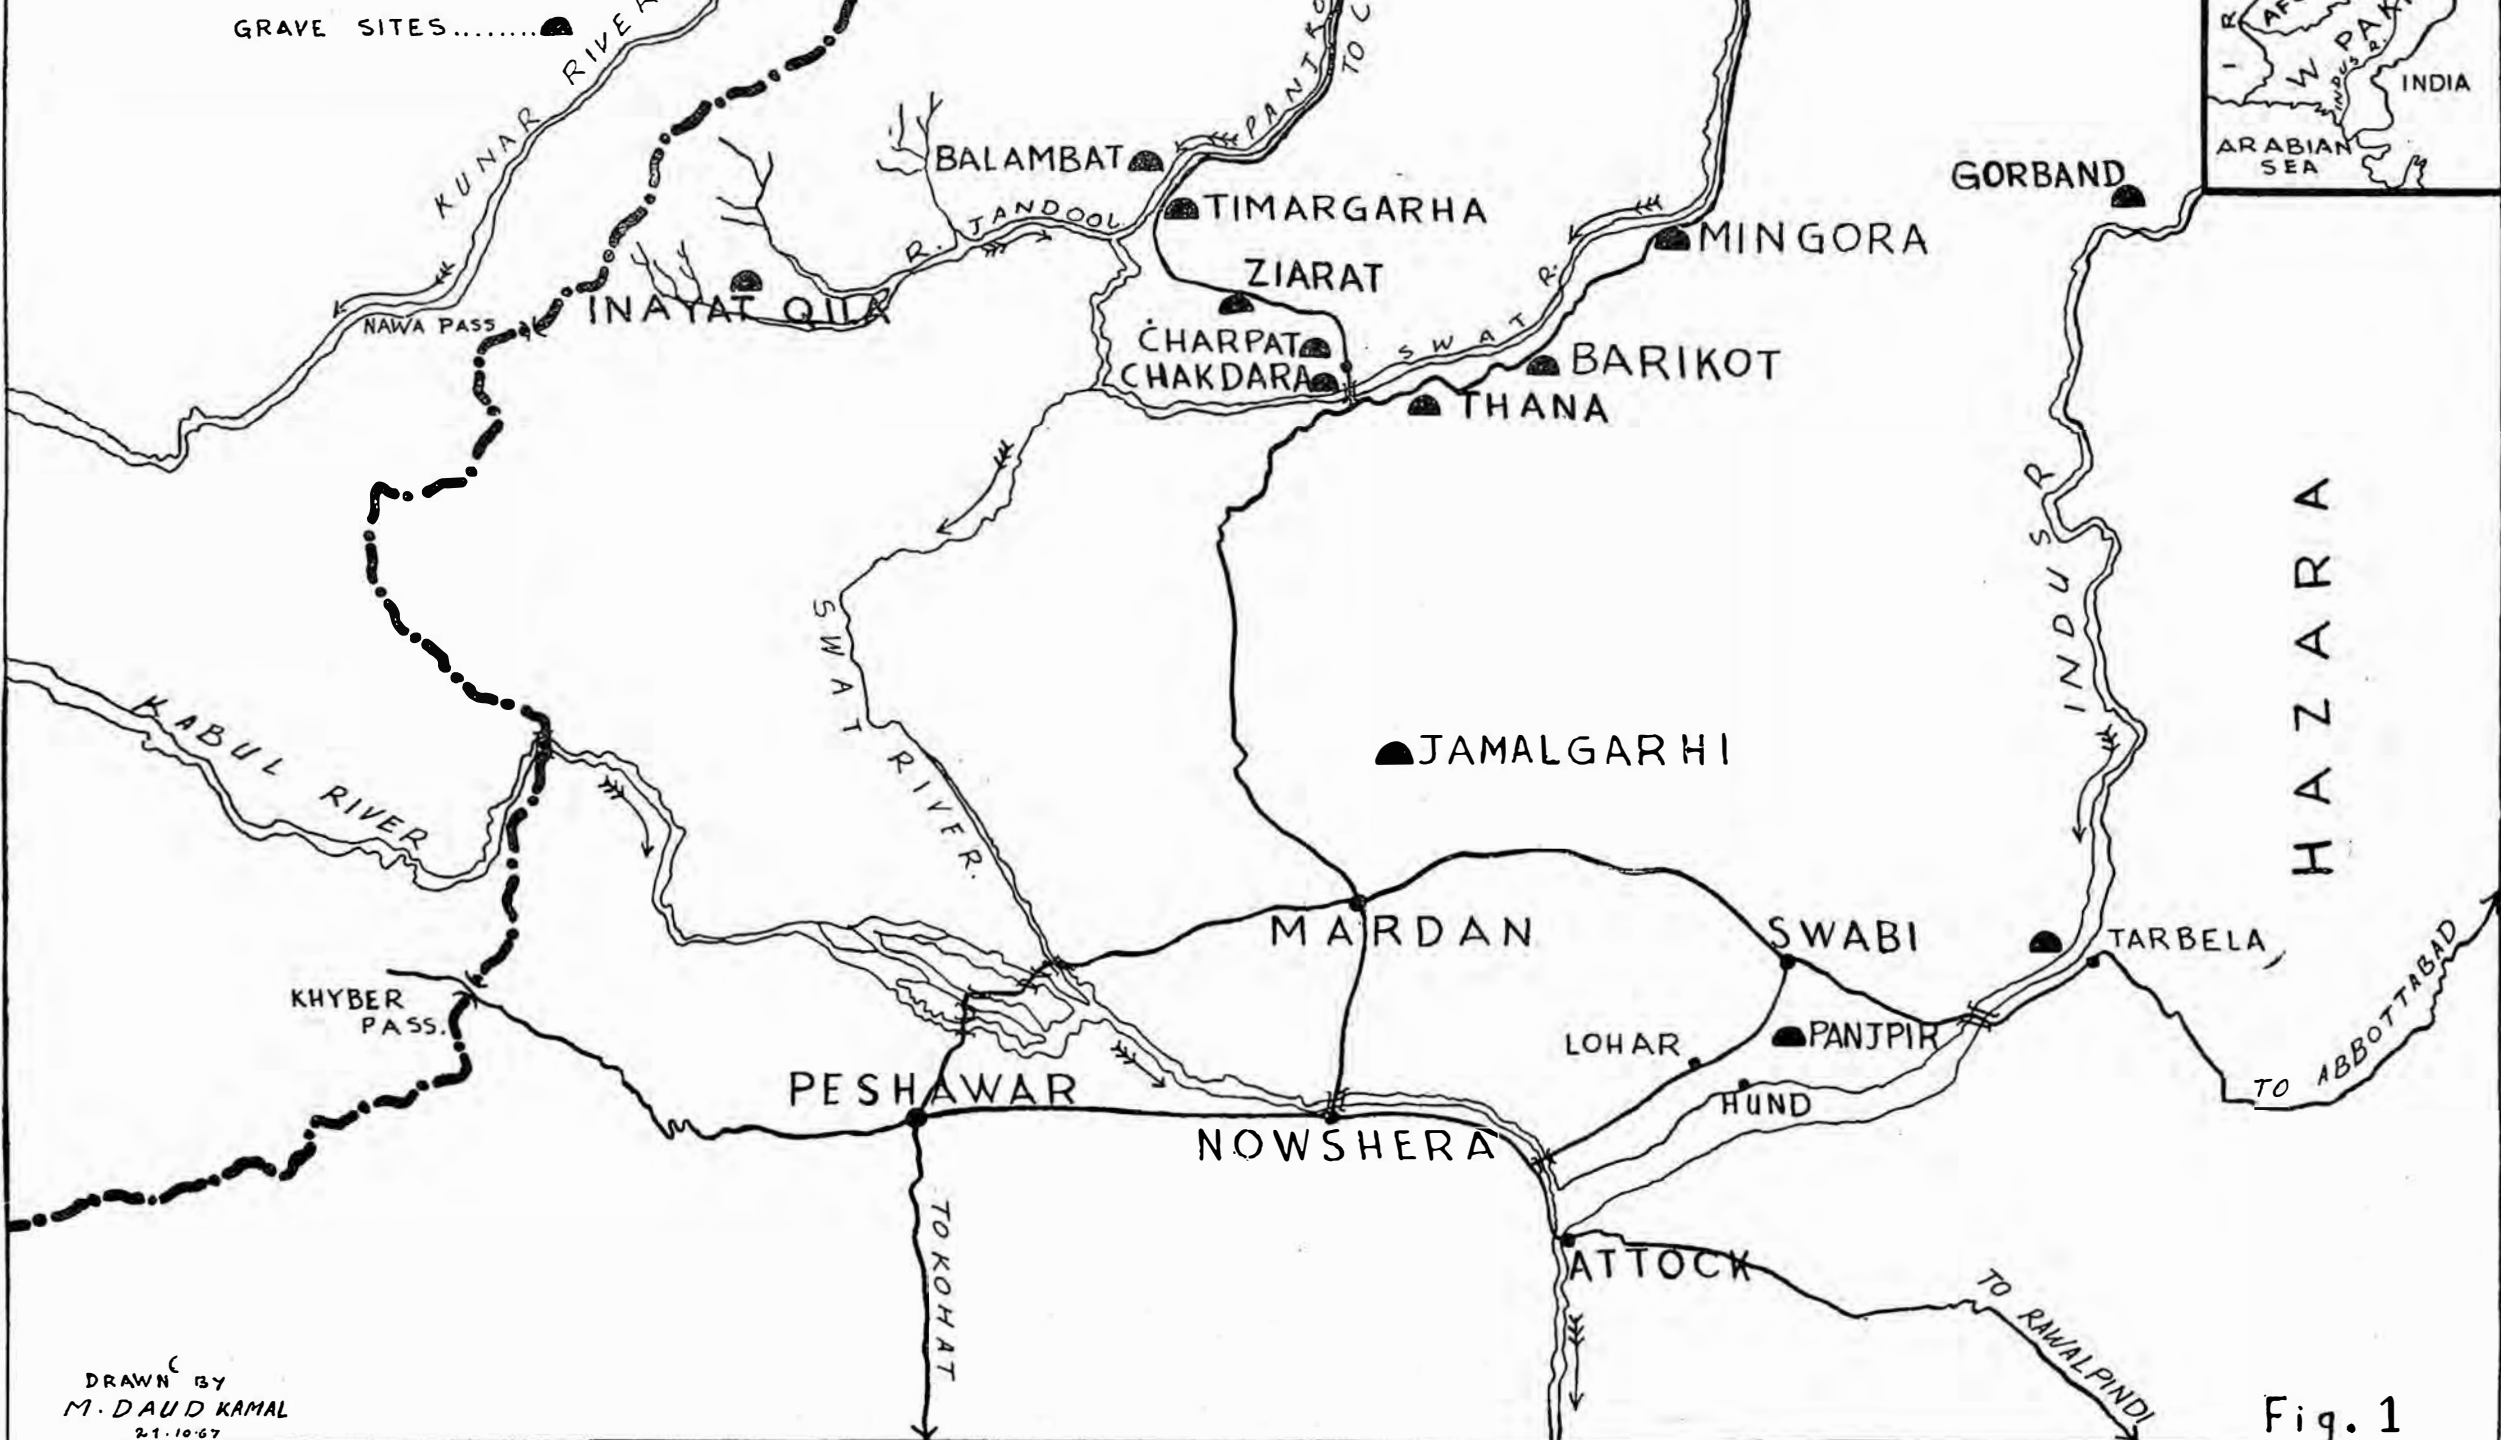 GRAVE SITES........
KUNAR RIVER
TO
INDIA
INDUS R.
ARABIAN
SEA
BALAMBAT
GORBAND
R. JANDOOL
TIMARGARHA
MINGORA
ZIARAT
NAWA PASS
INAYAT QILA
CHARPAT
SWAT R.
CHAKDARA
BARIKOT
THANA
INDUS R
HAZARA
SWAT RIVER.
KABUL RIVER
JAMALGARHI
MARDAN
SWABI
TARBELA
KHYBER
PASS.
LOHAR
PANJPIR
TO ABBOTTABAD
PESHAWAR
HUND
NOWSHERA
TO KOHAT
ATTOCK
TO RAWALPINDI
DRAWN BY
M. DAUD KAMAL
21.10.67
Fig. 1